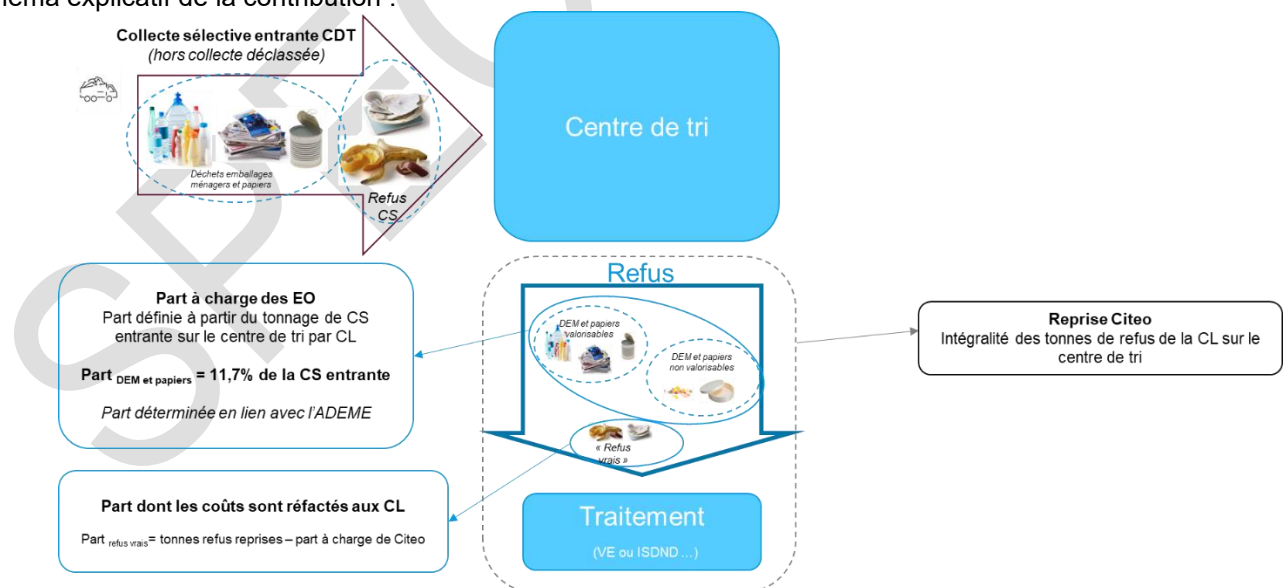 héma explicatif de la contribution :
Collecte sélective entrante CDT
(hors collecte déclassée)
Déchets emballages
ménagers et papiers
Refus
CS
Centre de tri
Part à charge des EO
Part définie à partir du tonnage de CS
entrante sur le centre de tri par CL
Part DEM et papiers = 11,7% de la CS entrante
Part déterminée en lien avec l'ADEME
Refus
DEM et papiers
valorisables
DEM et papiers
non valorisables
« Refus
vrais »
Reprise Citeo
Intégralité des tonnes de refus de la CL sur le
centre de tri
Part dont les coûts sont réfactés aux CL
Part refus vrais= tonnes refus reprises – part à charge de Citeo
Traitement
(VE ou ISDND ...)